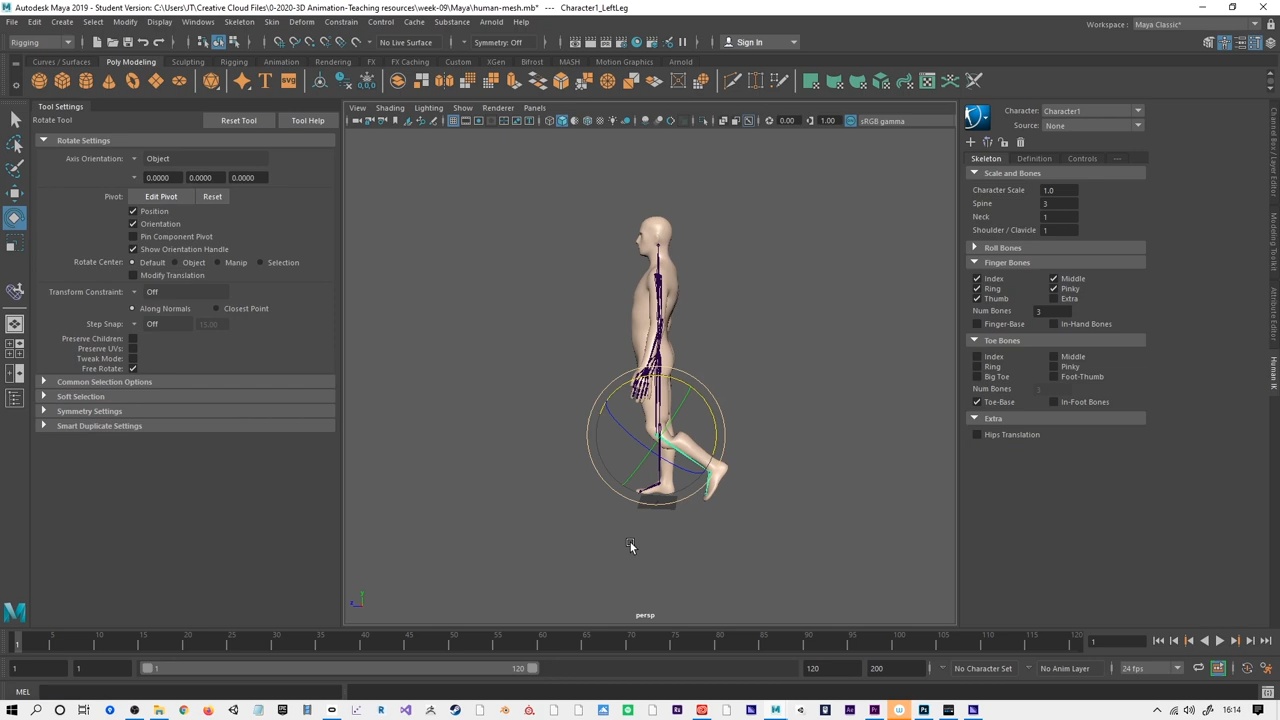 Autodesk Maya 2019 - Student Version: C:\Users\JT\Creative Cloud Files\0-2020-3D Animation-Teaching resources\week-09\Maya\human-mesh.mb* --- Character1_LeftLeg
File Edit Create Select Modify Display Windows Skeleton Skin Deform Constrain Control Cache Substance Arnold Help
Workspace: Maya Classic*
Rigging No Live Surface Symmetry: Off Sign In
Curves / Surfaces Poly Modeling Sculpting Rigging Animation Rendering FX FX Caching Custom XGen Bifrost MASH Motion Graphics Arnold
Tool Settings
Rotate Tool Reset Tool Tool Help
Rotate Settings
Axis Orientation: Object
0.0000 0.0000 0.0000
Pivot: Edit Pivot Reset
Position
Orientation
Pin Component Pivot
Show Orientation Handle
Rotate Center: Default Object Manip Selection
Modify Translation
Transform Constraint: Off
Along Normals Closest Point
Step Snap: Off 15.00
Preserve Children:
Preserve UVs:
Tweak Mode:
Free Rotate:
Common Selection Options
Soft Selection
Symmetry Settings
Smart Duplicate Settings
View Shading Lighting Show Renderer Panels
0.00 1.00 sRGB gamma
persp
Character: Character1
Source: None
Skeleton Definition Controls ---
Scale and Bones
Character Scale 1.0
Spine 3
Neck 1
Shoulder / Clavicle 1
Roll Bones
Finger Bones
Index Middle
Ring Pinky
Thumb Extra
Num Bones 3
Finger-Base In-Hand Bones
Toe Bones
Index Middle
Ring Pinky
Big Toe Foot-Thumb
Num Bones 3
Toe-Base In-Foot Bones
Extra
Hips Translation
Channel Box / Layer Editor
Modeling Toolkit
Attribute Editor
Human IK
1 5 10 15 20 25 30 35 40 45 50 55 60 65 70 75 80 85 90 95 100 105 110 115 120 1
1 1 1 120 120 200 No Character Set No Anim Layer 24 fps
MEL
16:14